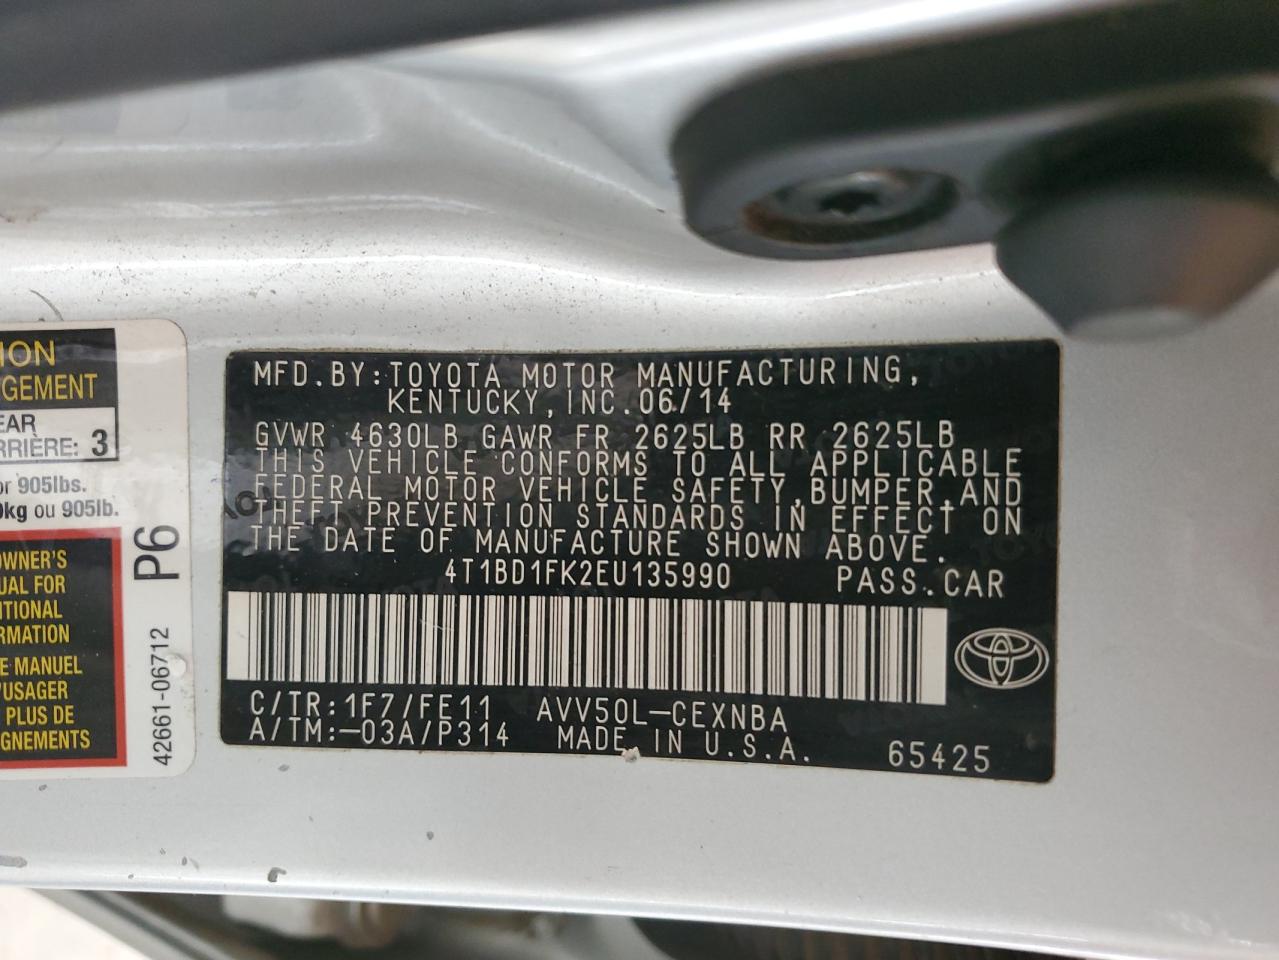 ION
GEMENT
EAR
RRIÈRE: 3
or 905lbs.
0kg ou 905lb.
OWNER'S
UAL FOR
ITIONAL
RMATION
E MANUEL
'USAGER
PLUS DE
GNEMENTS
P6
42661-06712
MFD.BY:TOYOTA MOTOR MANUFACTURING,
KENTUCKY,INC.06/14
GVWR 4630LB GAWR FR 2625LB RR 2625LB
THIS VEHICLE CONFORMS TO ALL APPLICABLE
FEDERAL MOTOR VEHICLE SAFETY,BUMPER,AND
THEFT PREVENTION STANDARDS IN EFFECT ON
THE DATE OF MANUFACTURE SHOWN ABOVE.
4T1BD1FK2EU135990 PASS.CAR
C/TR:1F7/FE11 AVV50L-CEXNBA
A/TM:-03A/P314 MADE IN U.S.A. 65425